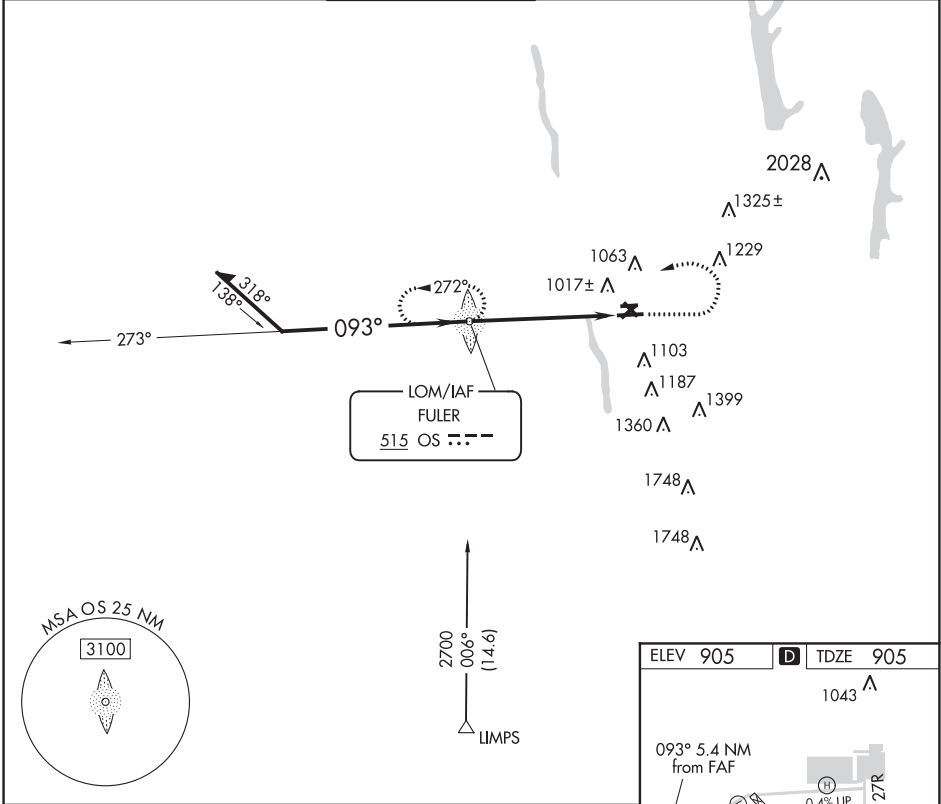 2028
1325±
1229
1063
1017±
272°
318°
138°
093°
273°
1103
LOM/IAF
1187
1399
FULER
1360
515 OS
1748
1748
MSA OS 25 NM
3100
2700
006°
(14.6)
LIMPS
ELEV 905 D TDZE 905
1043
093° 5.4 NM
from FAF
H
27R
0.4% UP